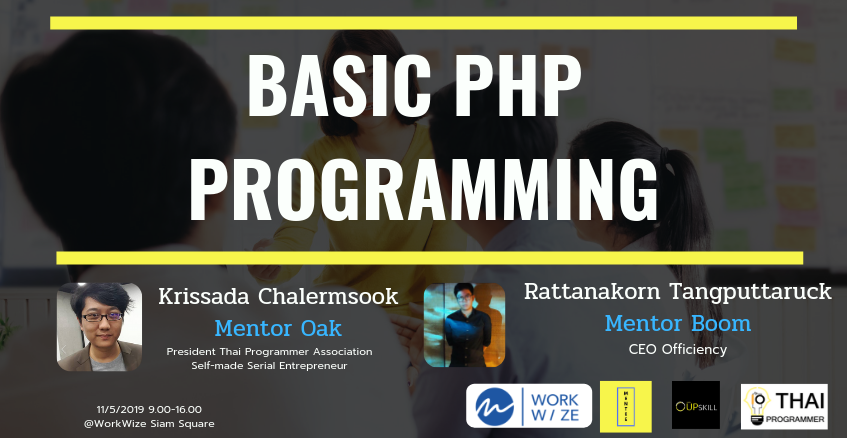 BASIC PHP
PROGRAMMING
Krissada Chalermsook
Mentor Oak
President Thai Programmer Association
Self-made Serial Entrepreneur
Rattanakorn Tangputtaruck
Mentor Boom
CEO Officiency
11/5/2019 9.00-16.00
@WorkWize Siam Square
WORK
W/ZE
MENTEE
UPSKILL
THAI
PROGRAMMER